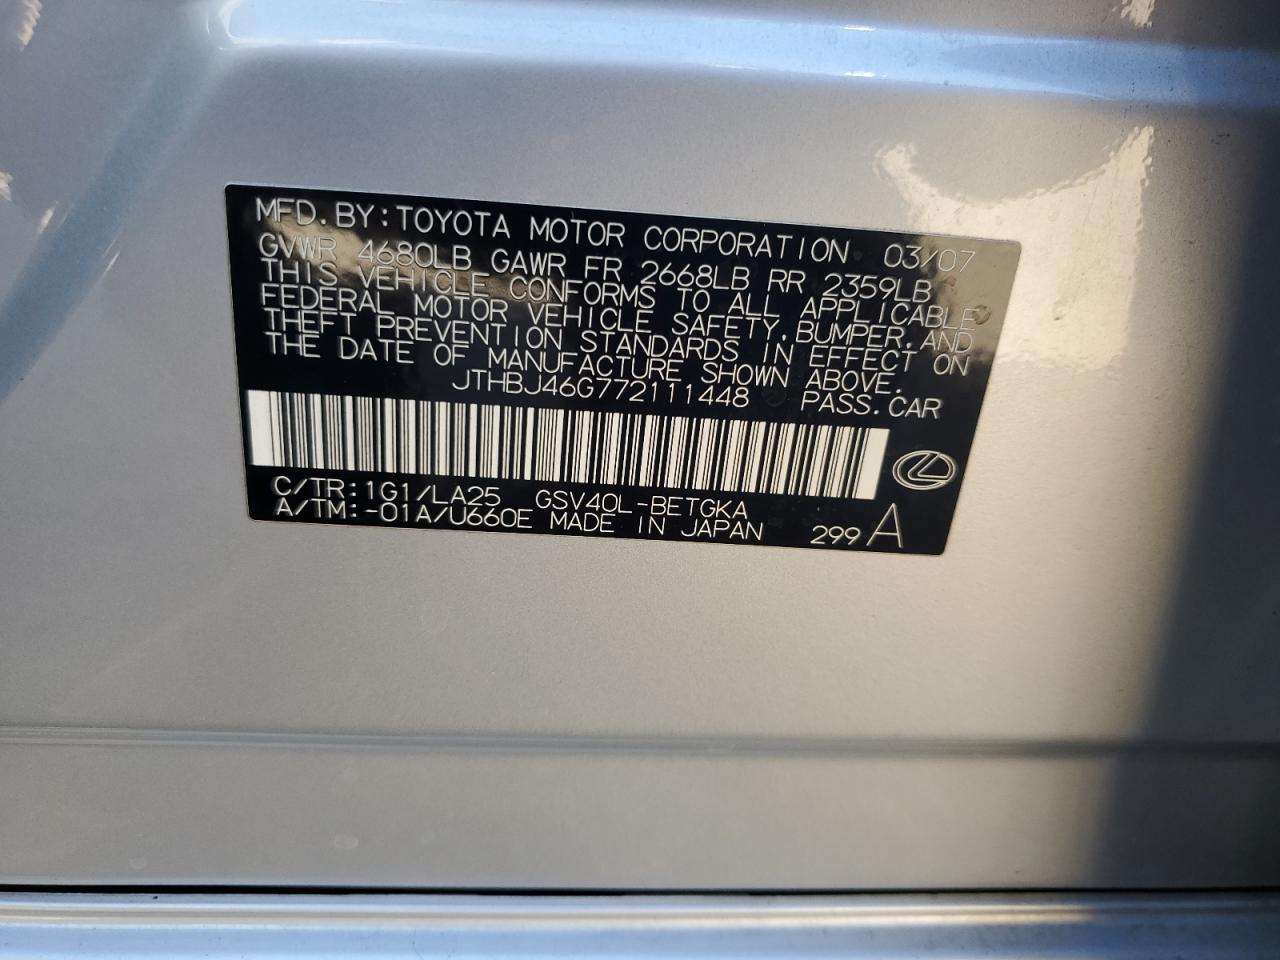 MFD.BY:TOYOTA MOTOR CORPORATION 03/07
GVWR 4680LB GAWR FR 2668LB RR 2359LB
THIS VEHICLE CONFORMS TO ALL APPLICABLE
FEDERAL MOTOR VEHICLE SAFETY,BUMPER,AND
THEFT PREVENTION STANDARDS IN EFFECT ON
THE DATE OF MANUFACTURE SHOWN ABOVE.
JTHBJ46G772111448 PASS.CAR
C/TR:1G1/LA25 GSV40L-BETGKA
A/TM:-01A/U660E MADE IN JAPAN 299 A